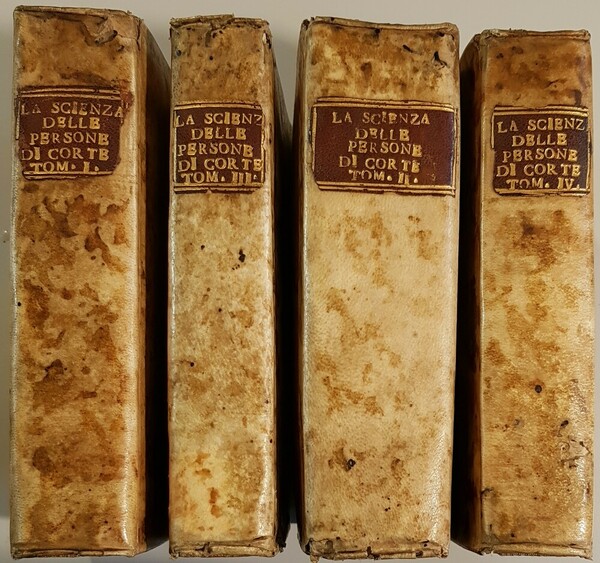 LA SCIENZA
DELLE
PERSONE
DI CORTE
TOM. I.
LA SCIENZ
DELLE
PERSONE
DI CORTE
TOM. III.
LA SCIENZA
DELLE
PERSONE
DI CORTE
TOM. II.
LA SCIENZ
DELLE
PERSONE
DI CORTE
TOM. IV.